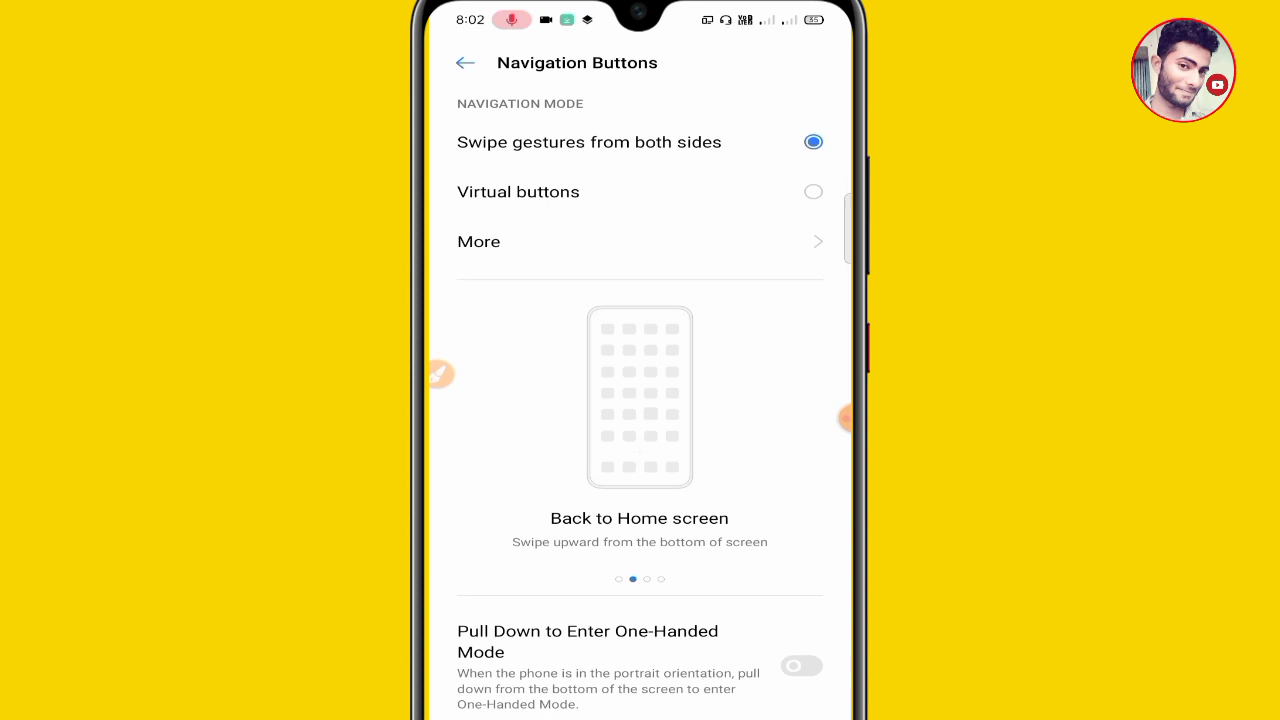 8:02
35
Navigation Buttons
NAVIGATION MODE
Swipe gestures from both sides
Virtual buttons
More
Back to Home screen
Swipe upward from the bottom of screen
Pull Down to Enter One-Handed
Mode
When the phone is in the portrait orientation, pull
down from the bottom of the screen to enter
One-Handed Mode.